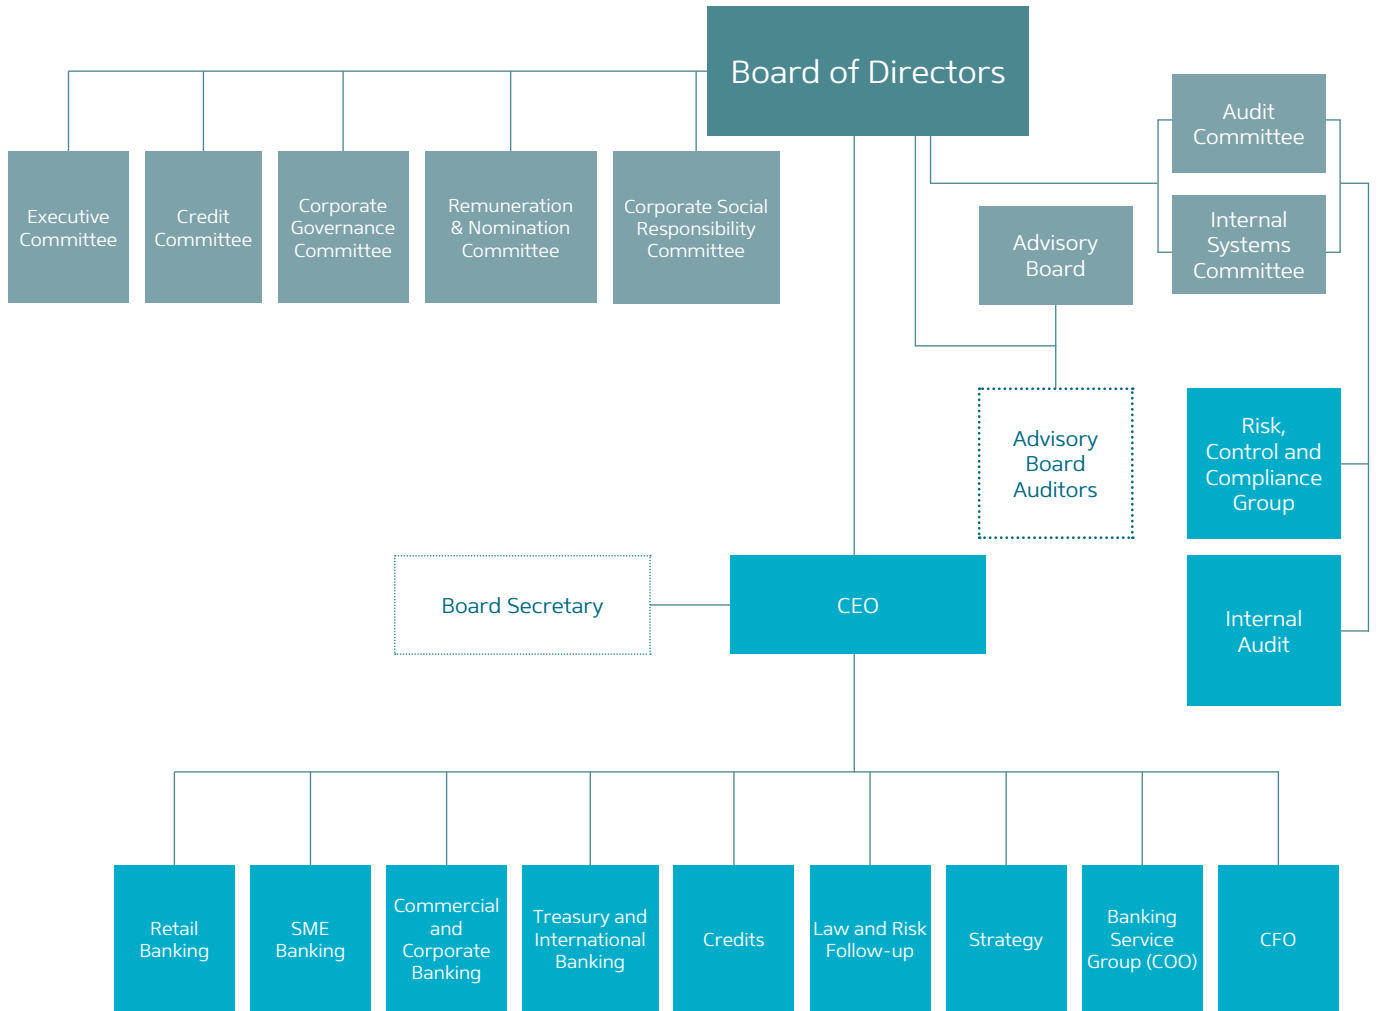 Board of Directors
Executive
Committee
Credit
Committee
Corporate
Governance
Committee
Remuneration
& Nomination
Committee
Corporate Social
Responsibility
Committee
Audit
Committee
Internal
Systems
Committee
Advisory
Board
Advisory
Board
Auditors
Risk,
Control and
Compliance
Group
Internal
Audit
Board Secretary
CEO
Retail
Banking
SME
Banking
Commercial
and
Corporate
Banking
Treasury and
International
Banking
Credits
Law and Risk
Follow-up
Strategy
Banking
Service
Group (COO)
CFO